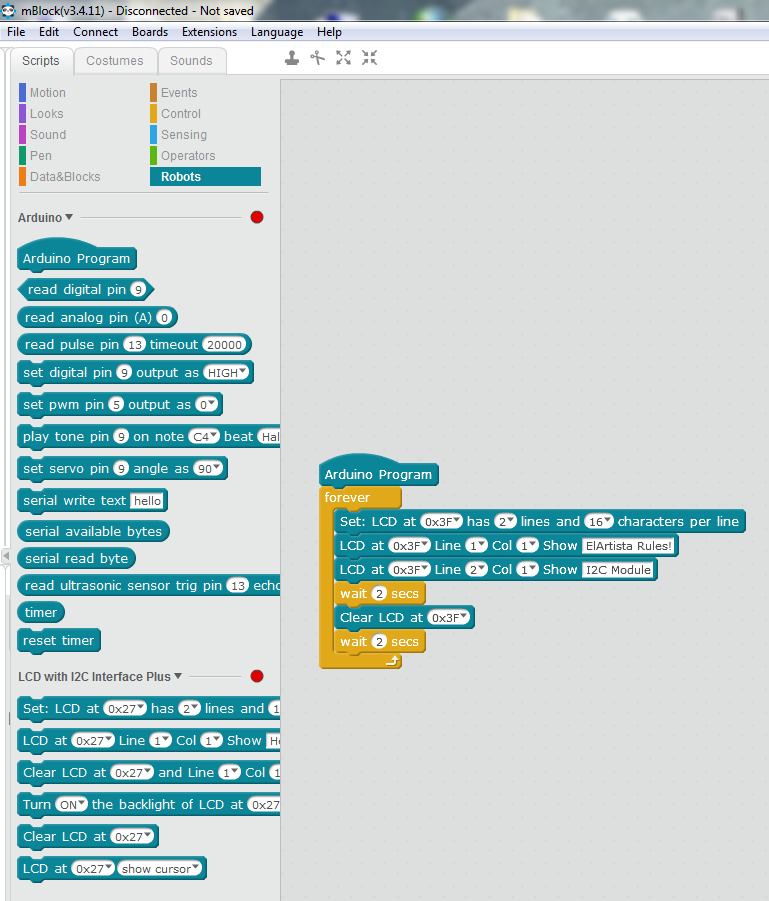 mBlock(v3.4.11) - Disconnected - Not saved
File Edit Connect Boards Extensions Language Help
Scripts Costumes Sounds
Motion Events
Looks Control
Sound Sensing
Pen Operators
Data&Blocks Robots
Arduino
Arduino Program
read digital pin 9
read analog pin (A) 0
read pulse pin 13 timeout 20000
set digital pin 9 output as HIGH
set pwm pin 5 output as 0
play tone pin 9 on note C4 beat Hal
set servo pin 9 angle as 90
serial write text hello
serial available bytes
serial read byte
read ultrasonic sensor trig pin 13 echo
timer
reset timer
LCD with I2C Interface Plus
Set: LCD at 0x27 has 2 lines and 1
LCD at 0x27 Line 1 Col 1 Show He
Clear LCD at 0x27 and Line 1 Col 1
Turn ON the backlight of LCD at 0x27
Clear LCD at 0x27
LCD at 0x27 show cursor
Arduino Program
forever
Set: LCD at 0x3F has 2 lines and 16 characters per line
LCD at 0x3F Line 1 Col 1 Show ElArtista Rules!
LCD at 0x3F Line 2 Col 1 Show I2C Module
wait 2 secs
Clear LCD at 0x3F
wait 2 secs